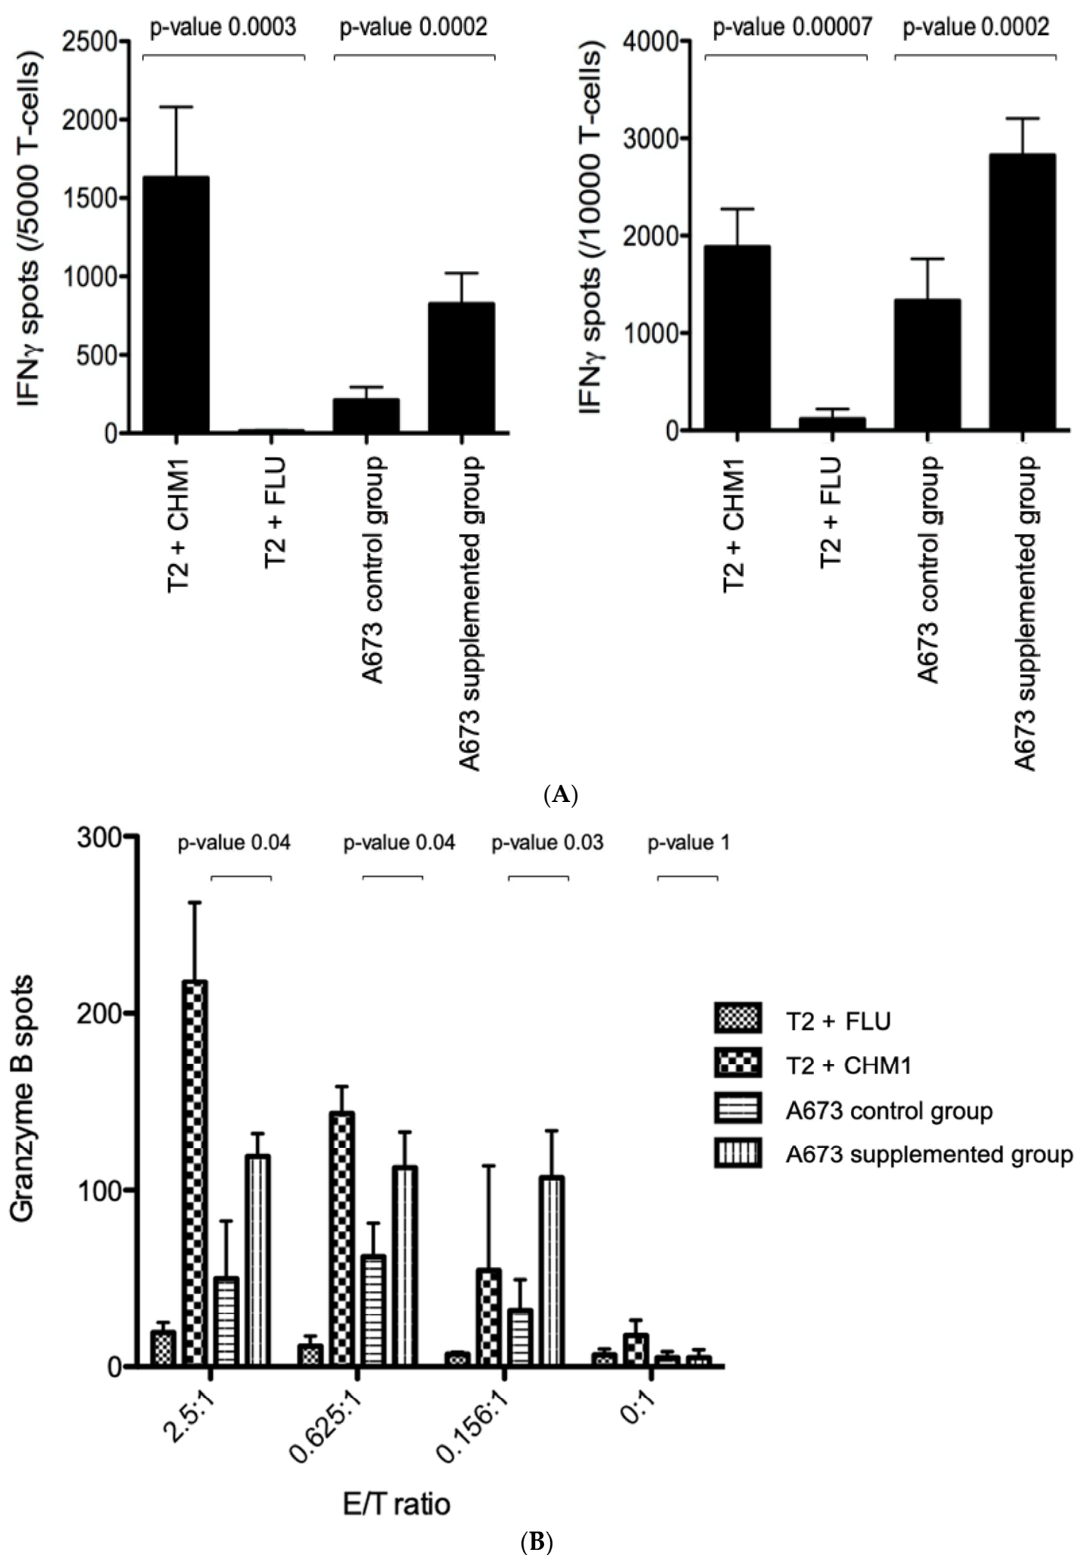 p-value 0.0003 p-value 0.0002
2500
2000
1500
1000
500
0
IFNγ spots (/5000 T-cells)
T2 + CHM1
T2 + FLU
A673 control group
A673 supplemented group
p-value 0.00007 p-value 0.0002
4000
3000
2000
1000
0
IFNγ spots (/10000 T-cells)
T2 + CHM1
T2 + FLU
A673 control group
A673 supplemented group
(A)
p-value 0.04 p-value 0.04 p-value 0.03 p-value 1
300
200
100
0
Granzyme B spots
T2 + FLU
T2 + CHM1
A673 control group
A673 supplemented group
2.5:1 0.625:1 0.156:1 0:1
E/T ratio
(B)